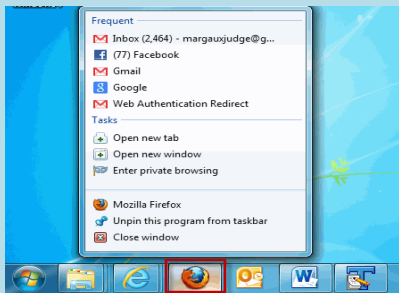 Frequent
Inbox (2,464) - margauxjudge@g...
(77) Facebook
Gmail
Google
Web Authentication Redirect
Tasks
Open new tab
Open new window
Enter private browsing
Mozilla Firefox
Unpin this program from taskbar
Close window